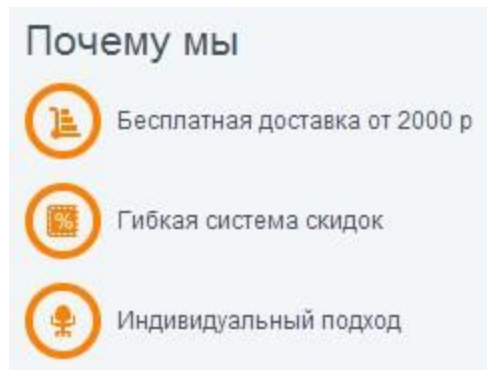 Почему мы
Бесплатная доставка от 2000 р
%
Гибкая система скидок
Индивидуальный подход